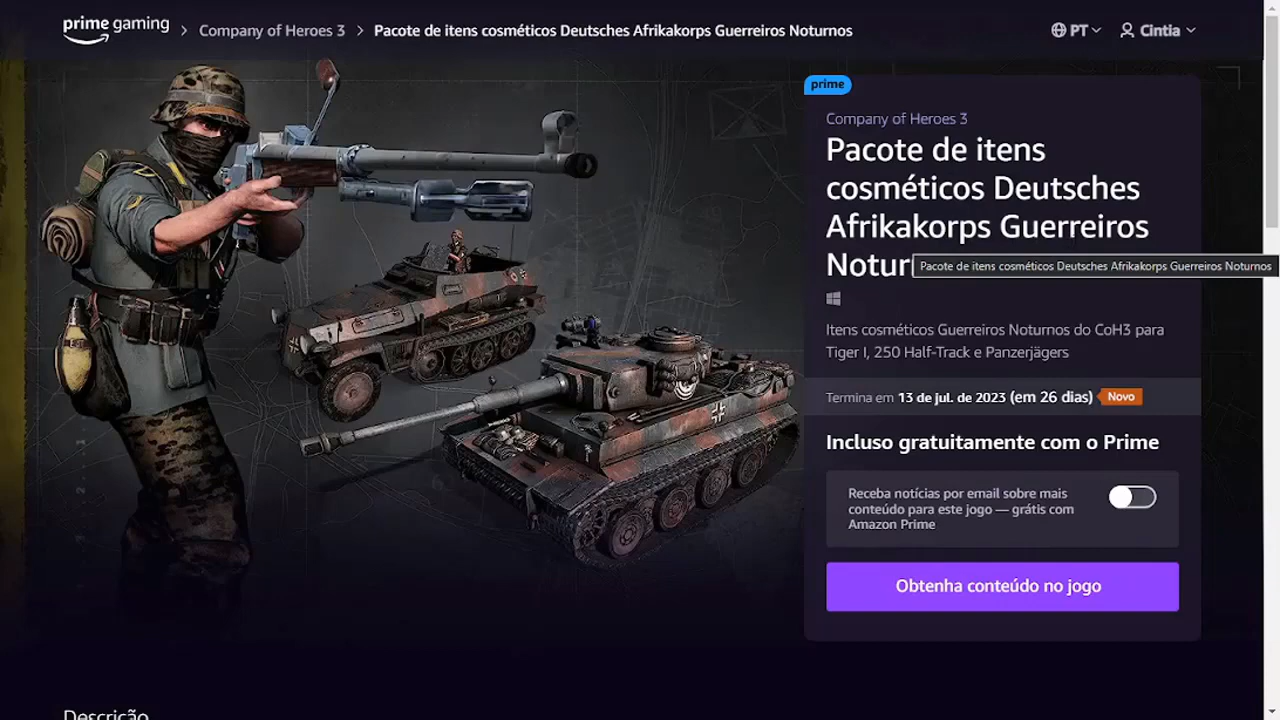 prime gaming
Company of Heroes 3
Pacote de itens cosméticos Deutsches Afrikakorps Guerreiros Noturnos
PT
Cintia
prime
Company of Heroes 3
Pacote de itens
cosméticos Deutsches
Afrikakorps Guerreiros
Notur
Pacote de itens cosméticos Deutsches Afrikakorps Guerreiros Noturnos
Itens cosméticos Guerreiros Noturnos do CoH3 para
Tiger I, 250 Half-Track e Panzerjägers
Termina em 13 de jul. de 2023 (em 26 dias) Novo
Incluso gratuitamente com o Prime
Receba notícias por email sobre mais
conteúdo para este jogo — grátis com
Amazon Prime
Obtenha conteúdo no jogo
Descrição